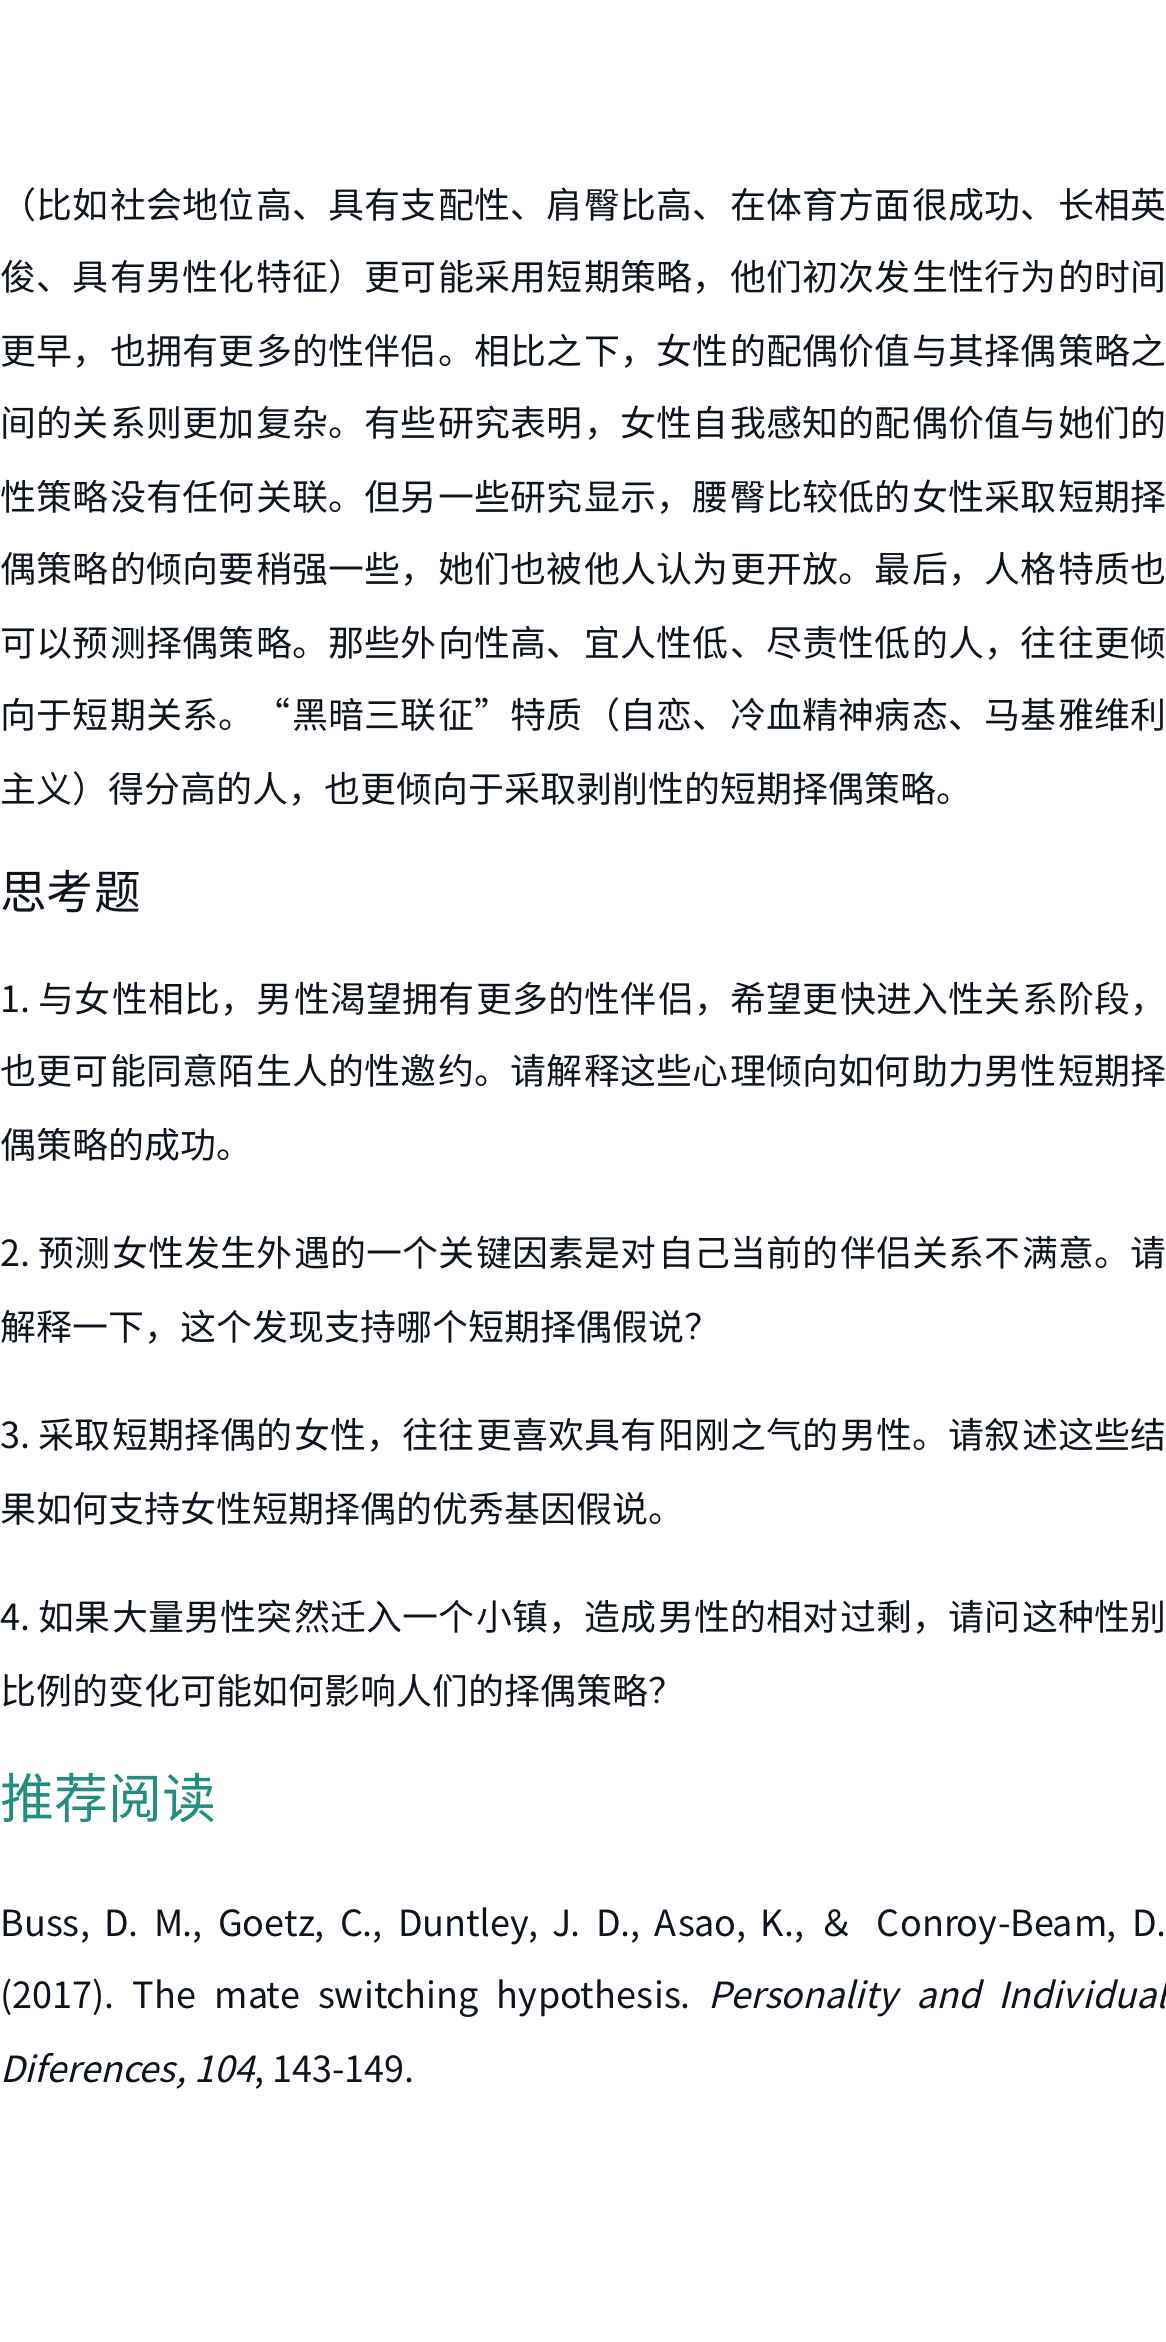 （比如社会地位高、具有支配性、肩臀比高、在体育方面很成功、长相英
俊、具有男性化特征）更可能采用短期策略，他们初次发生性行为的时间
更早，也拥有更多的性伴侣。相比之下，女性的配偶价值与其择偶策略之
间的关系则更加复杂。有些研究表明，女性自我感知的配偶价值与她们的
性策略没有任何关联。但另一些研究显示，腰臀比较低的女性采取短期择
偶策略的倾向要稍强一些，她们也被他人认为更开放。最后，人格特质也
可以预测择偶策略。那些外向性高、宜人性低、尽责性低的人，往往更倾
向于短期关系。“黑暗三联征”特质（自恋、冷血精神病态、马基雅维利
主义）得分高的人，也更倾向于采取剥削性的短期择偶策略。
思考题
1. 与女性相比，男性渴望拥有更多的性伴侣，希望更快进入性关系阶段，
也更可能同意陌生人的性邀约。请解释这些心理倾向如何助力男性短期择
偶策略的成功。
2. 预测女性发生外遇的一个关键因素是对自己当前的伴侣关系不满意。请
解释一下，这个发现支持哪个短期择偶假说？
3. 采取短期择偶的女性，往往更喜欢具有阳刚之气的男性。请叙述这些结
果如何支持女性短期择偶的优秀基因假说。
4. 如果大量男性突然迁入一个小镇，造成男性的相对过剩，请问这种性别
比例的变化可能如何影响人们的择偶策略？
推荐阅读
Buss, D. M., Goetz, C., Duntley, J. D., Asao, K., & Conroy-Beam, D.
(2017). The mate switching hypothesis. Personality and Individual
Diferences, 104, 143-149.